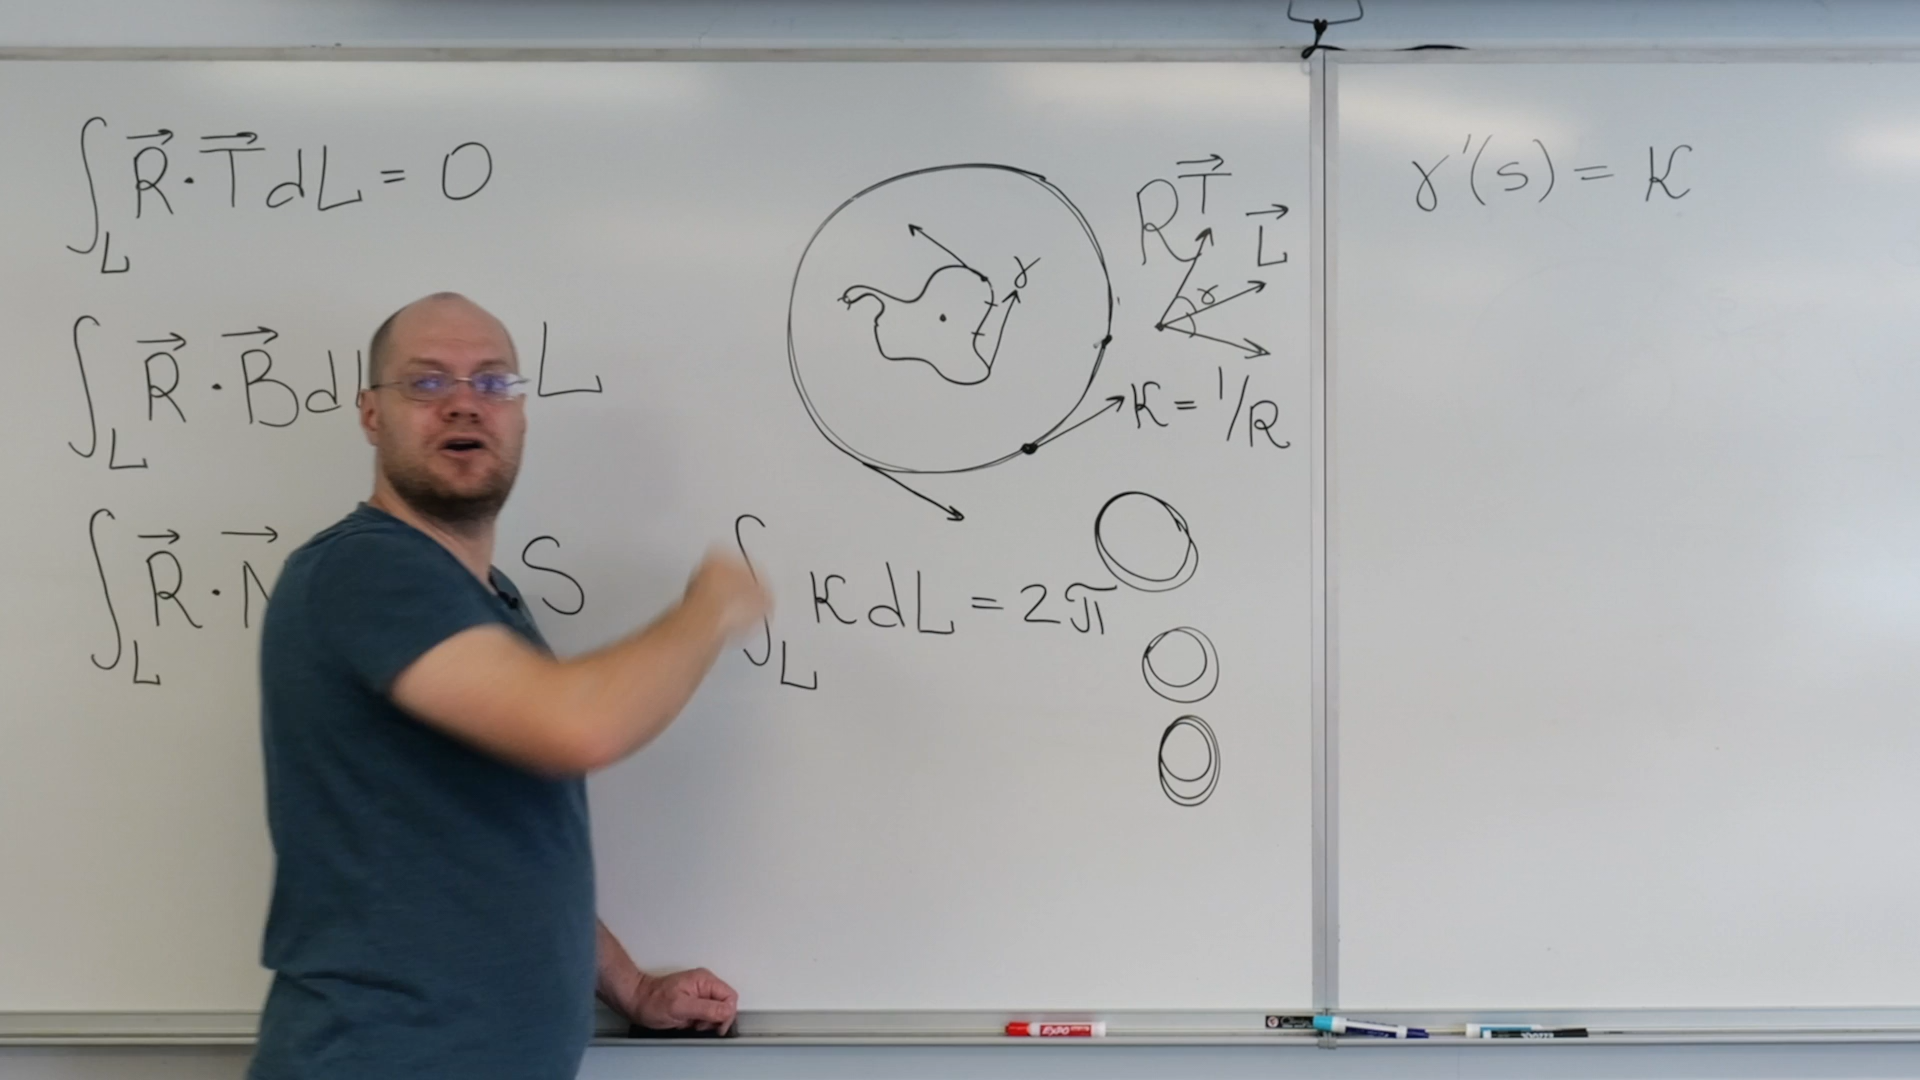 ∫_L R⃗ · T⃗ dL = 0
∫_L R⃗ · B⃗ d L
∫_L R⃗ · S
γ
R
T⃗
L⃗
γ
κ = 1/R
∫_L κ dL = 2π
γ'(s) = κ
EXPO